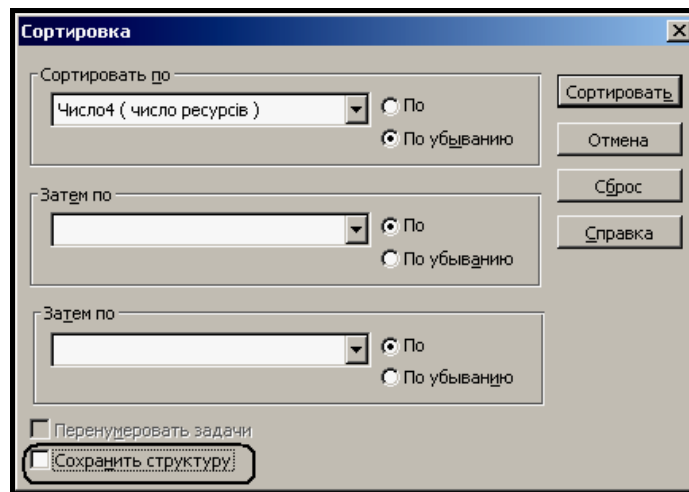 Сортировка
Сортировать по
Число4 ( число ресурсів )
По
По убыванию
Затем по
По
По убыванию
Затем по
По
По убыванию
Перенумеровать задачи
Сохранить структуру
Сортировать
Отмена
Сброс
Справка